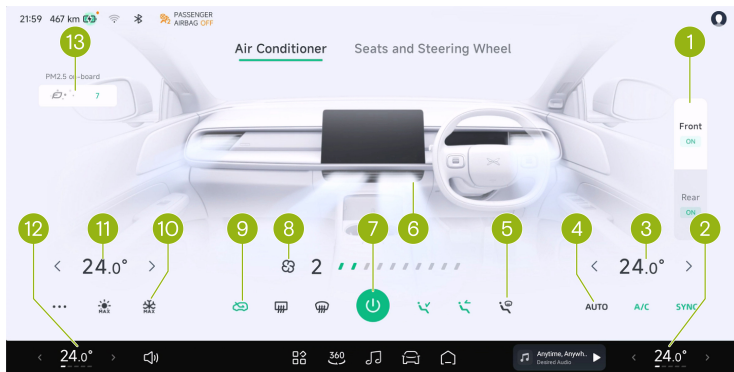 21:59 467 km
PASSENGER
AIRBAG OFF
Air Conditioner Seats and Steering Wheel
13
1
PM2.5 on-board
7
Front
ON
Rear
ON
12 11 10 9 8 7 6 5 4 3 2
24.0° 2 24.0°
MAX MAX AUTO A/C SYNC
24.0° 360 Anytime, Anywh.. 24.0°
Desired Audio